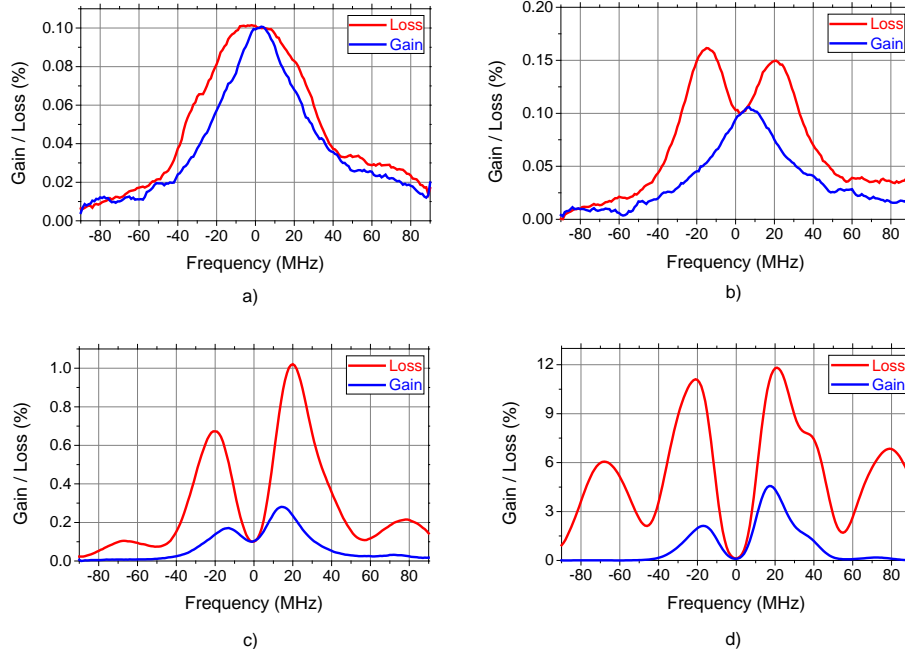 Gain / Loss (%)
0.10
0.08
0.06
0.04
0.02
0.00
Loss
Gain
-80 -60 -40 -20 0 20 40 60 80
Frequency (MHz)
a)
Gain / Loss (%)
0.20
0.15
0.10
0.05
0.00
Loss
Gain
-80 -60 -40 -20 0 20 40 60 80
Frequency (MHz)
b)
Gain / Loss (%)
1.0
0.8
0.6
0.4
0.2
0.0
Loss
Gain
-80 -60 -40 -20 0 20 40 60 80
Frequency (MHz)
c)
Gain / Loss (%)
12
9
6
3
0
Loss
Gain
-80 -60 -40 -20 0 20 40 60 80
Frequency (MHz)
d)